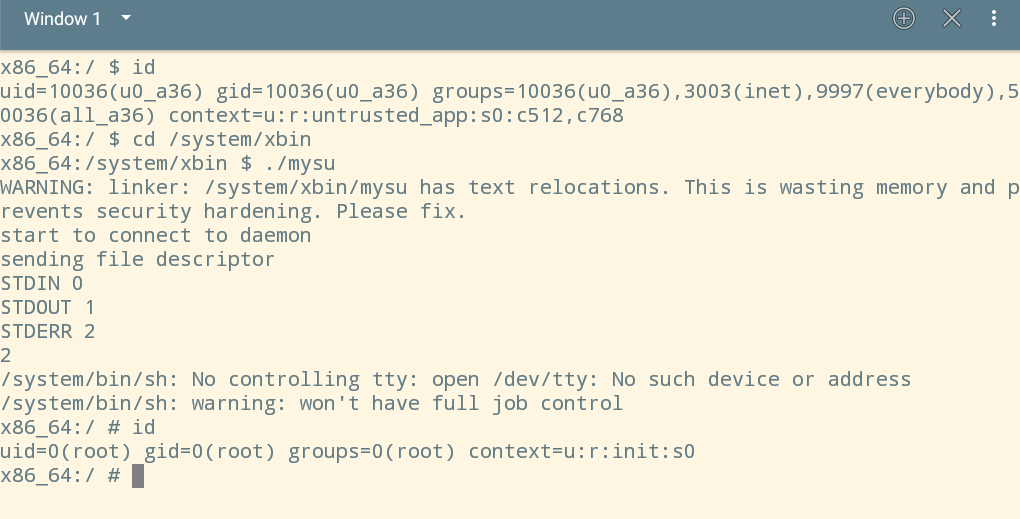 Window 1
x86_64:/ $ id
uid=10036(u0_a36) gid=10036(u0_a36) groups=10036(u0_a36),3003(inet),9997(everybody),5
0036(all_a36) context=u:r:untrusted_app:s0:c512,c768
x86_64:/ $ cd /system/xbin
x86_64:/system/xbin $ ./mysu
WARNING: linker: /system/xbin/mysu has text relocations. This is wasting memory and p
revents security hardening. Please fix.
start to connect to daemon
sending file descriptor
STDIN 0
STDOUT 1
STDERR 2
2
/system/bin/sh: No controlling tty: open /dev/tty: No such device or address
/system/bin/sh: warning: won't have full job control
x86_64:/ # id
uid=0(root) gid=0(root) groups=0(root) context=u:r:init:s0
x86_64:/ #